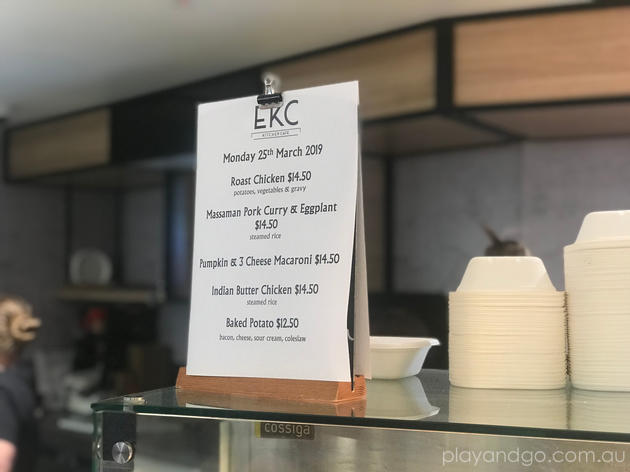 EKC
KITCHEN CAFE
Monday 25th March 2019
Roast Chicken $14.50
potatoes, vegetables & gravy
Massaman Pork Curry & Eggplant
$14.50
steamed rice
Pumpkin & 3 Cheese Macaroni $14.50
Indian Butter Chicken $14.50
steamed rice
Baked Potato $12.50
bacon, cheese, sour cream, coleslaw
cossiga
playandgo.com.au